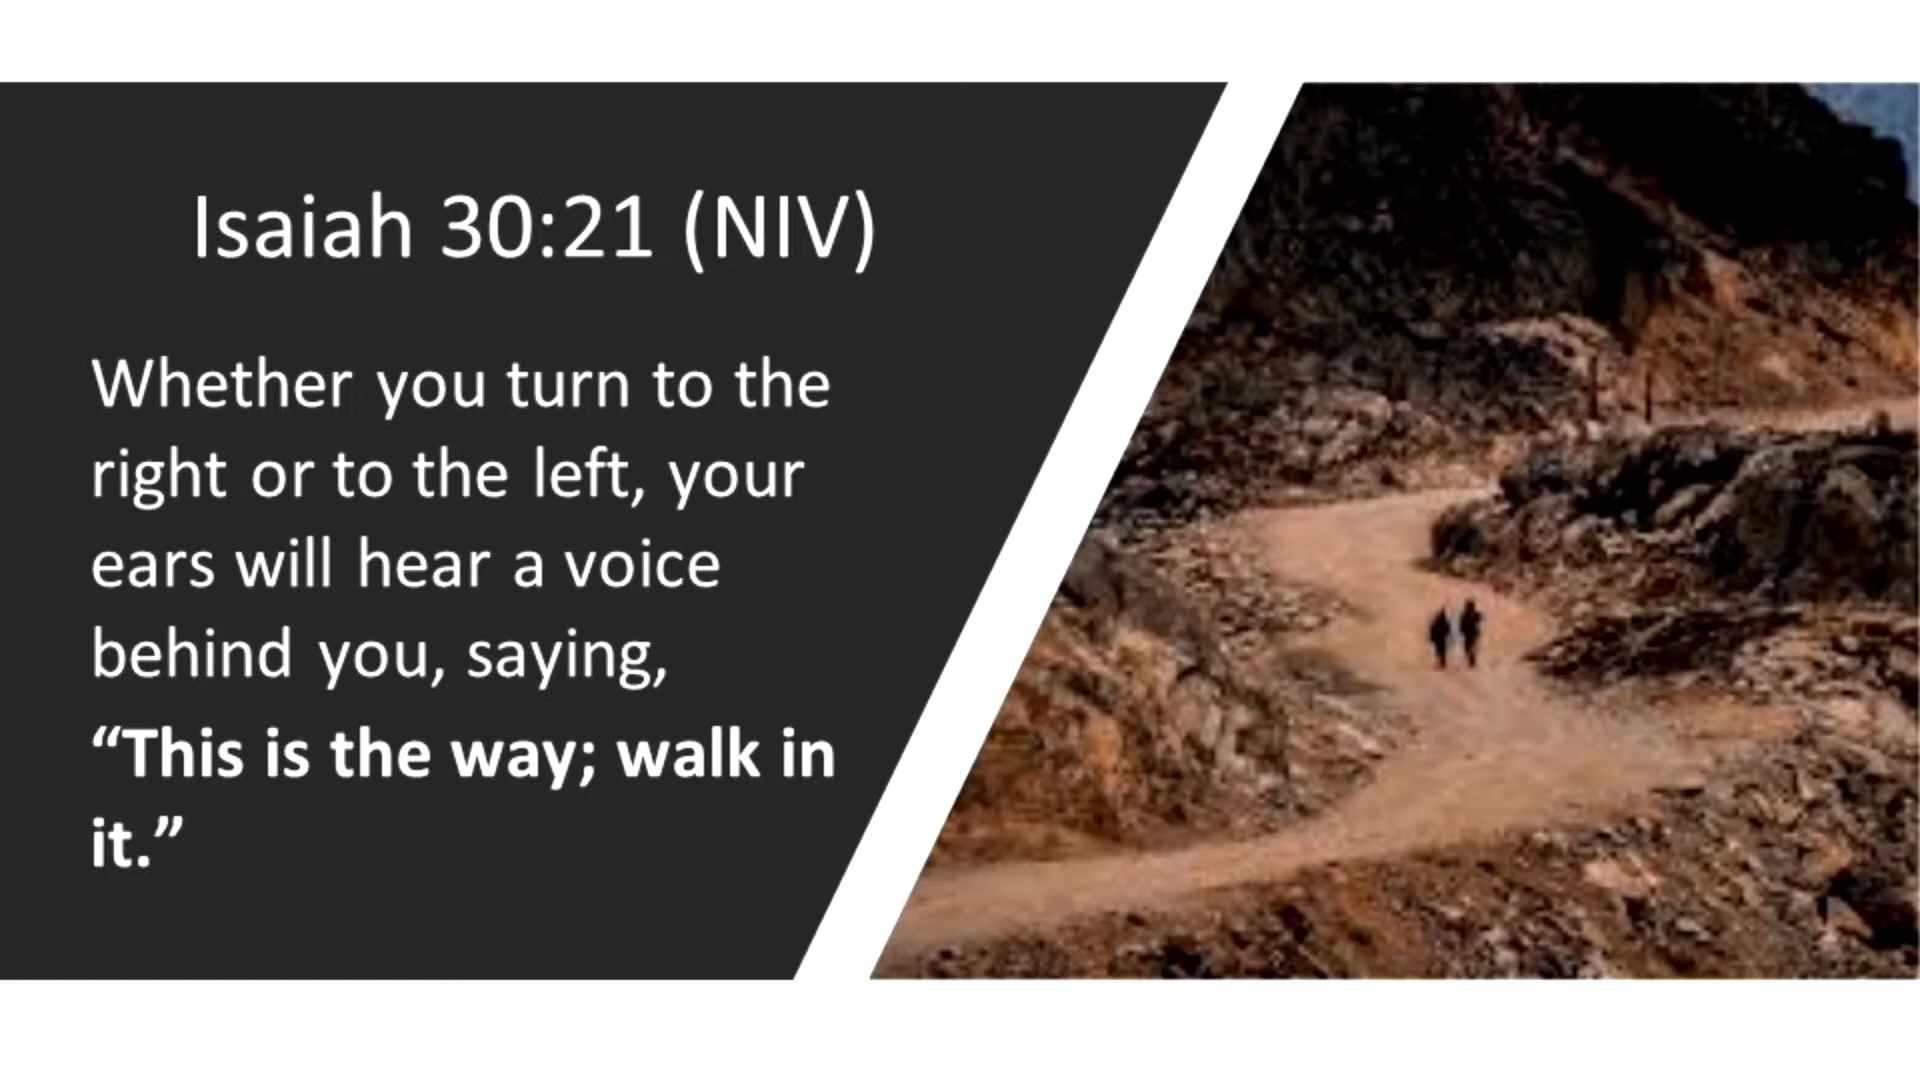 Isaiah 30:21 (NIV)
Whether you turn to the
right or to the left, your
ears will hear a voice
behind you, saying,
“This is the way; walk in
it.”